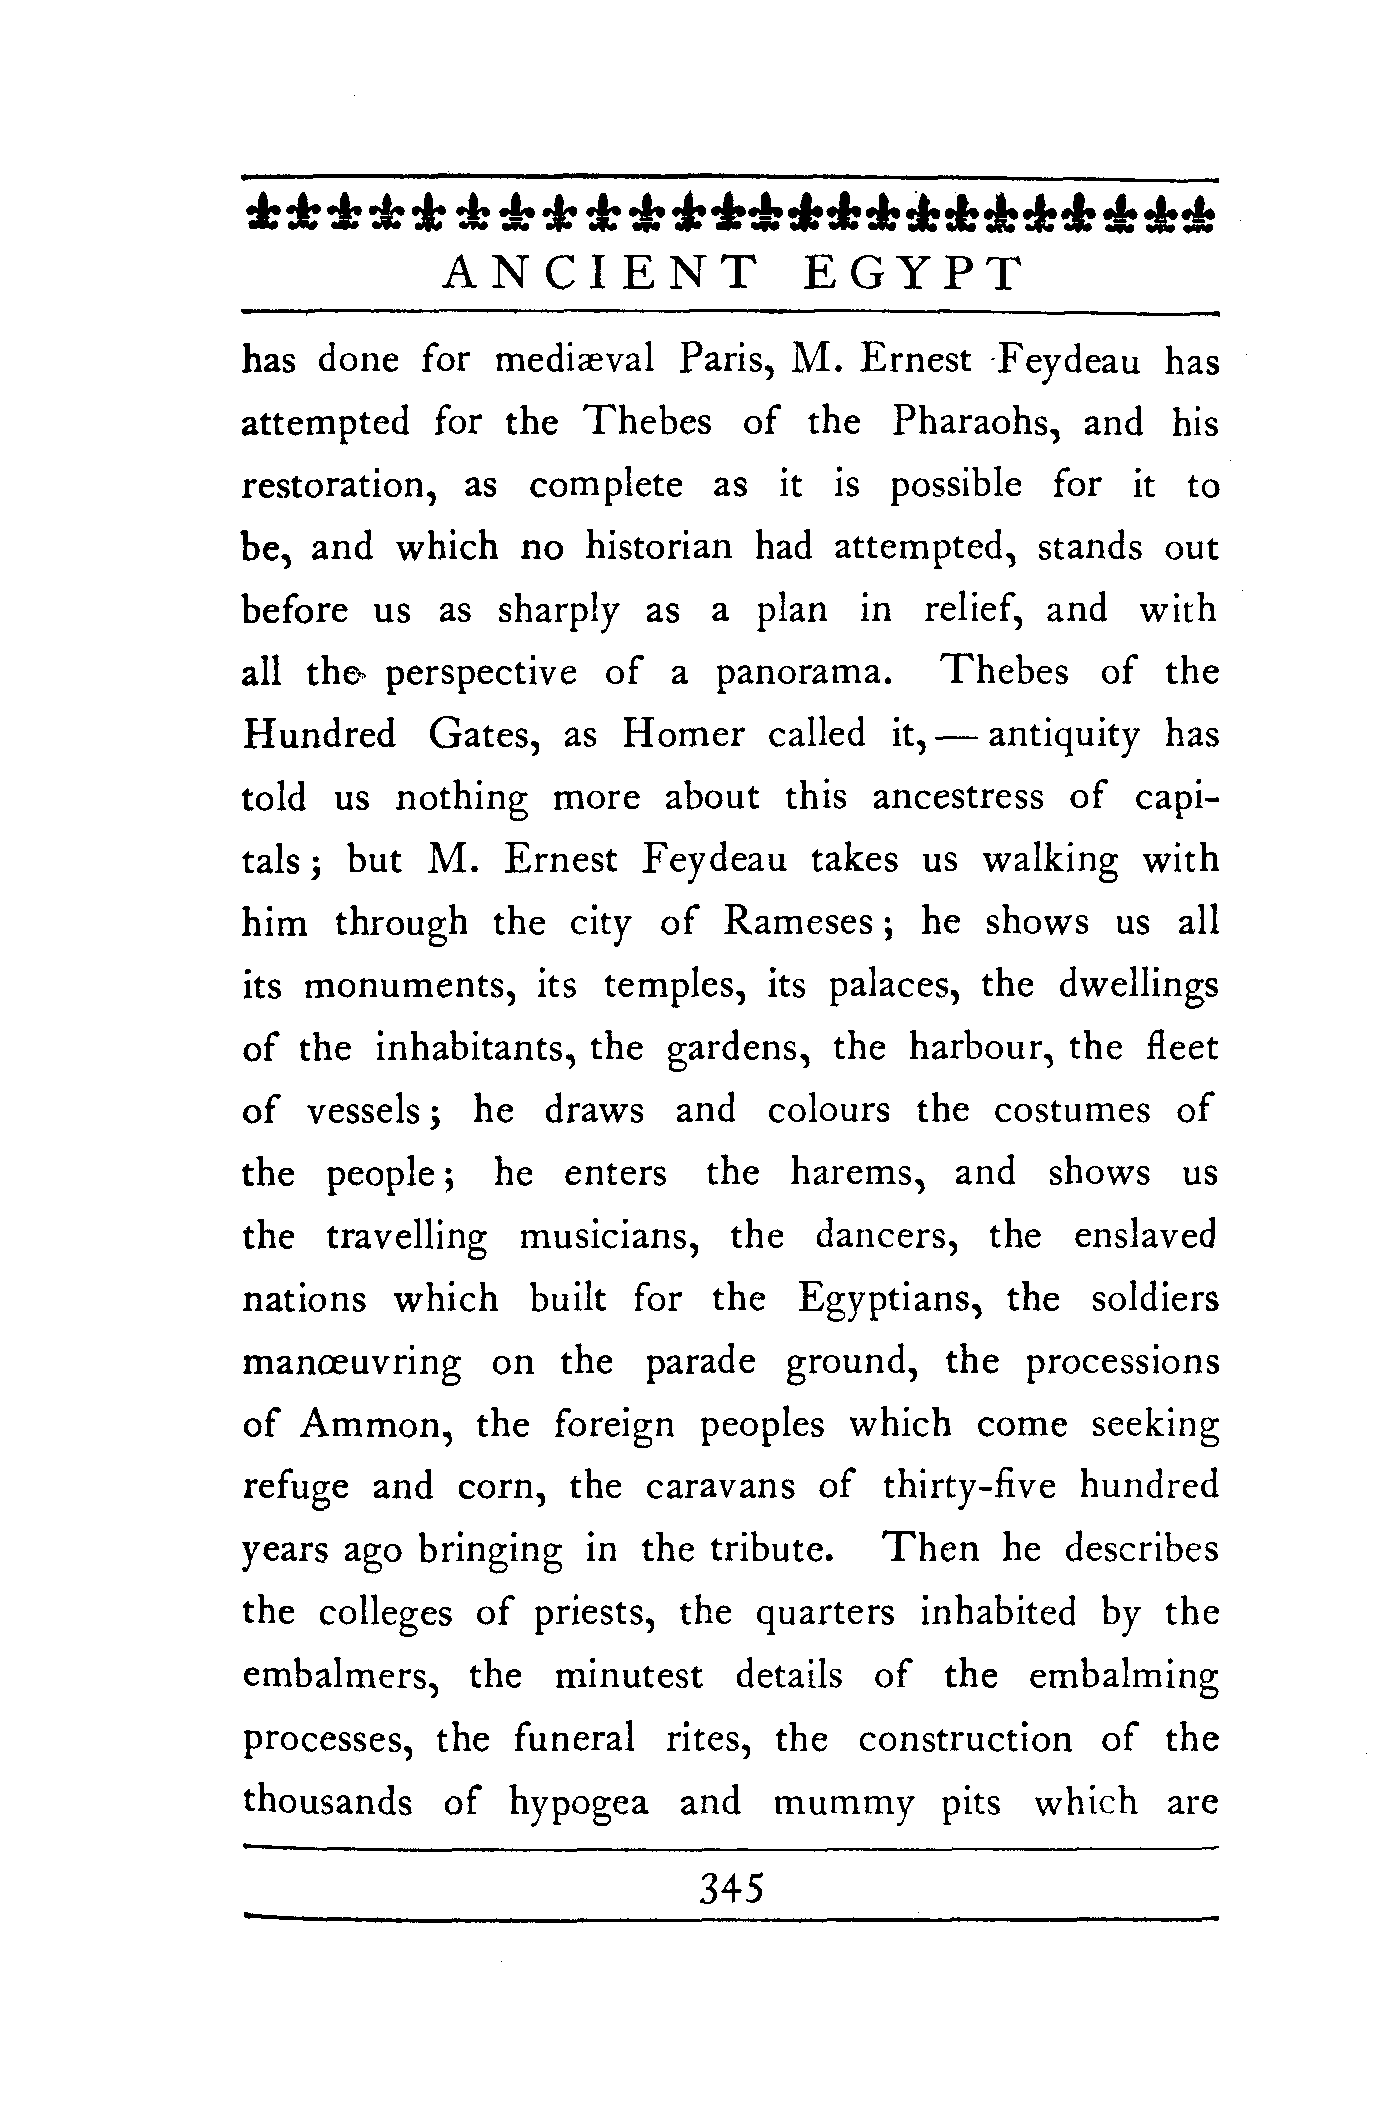 ANCIENT EGYPT
has done for mediæval Paris, M. Ernest Feydeau has
attempted for the Thebes of the Pharaohs, and his
restoration, as complete as it is possible for it to
be, and which no historian had attempted, stands out
before us as sharply as a plan in relief, and with
all the perspective of a panorama. Thebes of the
Hundred Gates, as Homer called it, — antiquity has
told us nothing more about this ancestress of capi-
tals; but M. Ernest Feydeau takes us walking with
him through the city of Rameses; he shows us all
its monuments, its temples, its palaces, the dwellings
of the inhabitants, the gardens, the harbour, the fleet
of vessels; he draws and colours the costumes of
the people; he enters the harems, and shows us
the travelling musicians, the dancers, the enslaved
nations which built for the Egyptians, the soldiers
manœuvring on the parade ground, the processions
of Ammon, the foreign peoples which come seeking
refuge and corn, the caravans of thirty-five hundred
years ago bringing in the tribute. Then he describes
the colleges of priests, the quarters inhabited by the
embalmers, the minutest details of the embalming
processes, the funeral rites, the construction of the
thousands of hypogea and mummy pits which are
345